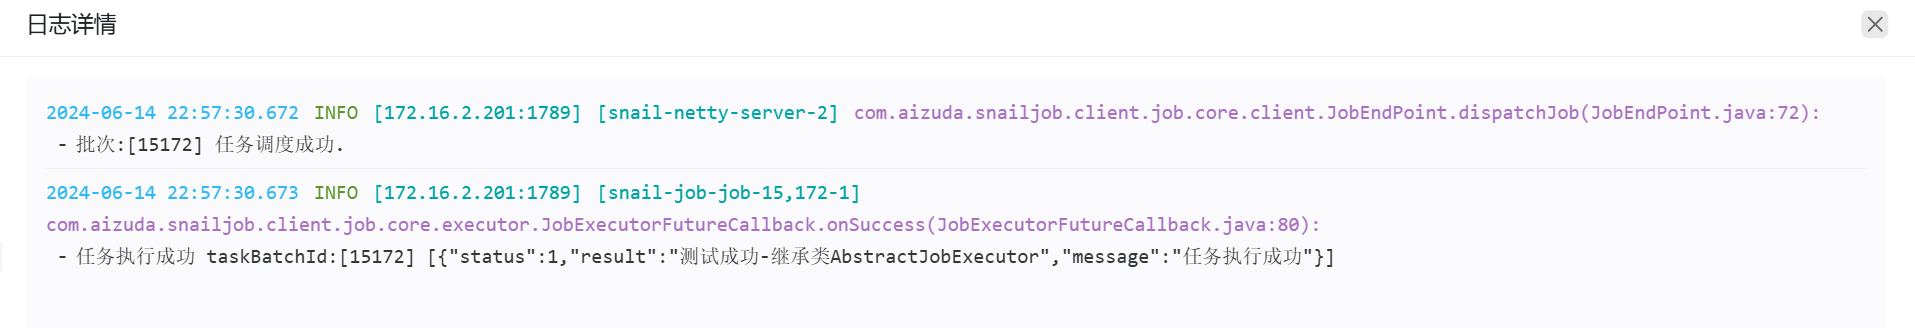 日志详情
2024-06-14 22:57:30.672 INFO [172.16.2.201:1789] [snail-netty-server-2] com.aizuda.snailjob.client.job.core.client.JobEndPoint.dispatchJob(JobEndPoint.java:72):
- 批次:[15172] 任务调度成功.
2024-06-14 22:57:30.673 INFO [172.16.2.201:1789] [snail-job-job-15,172-1]
com.aizuda.snailjob.client.job.core.executor.JobExecutorFutureCallback.onSuccess(JobExecutorFutureCallback.java:80):
- 任务执行成功 taskBatchId:[15172] [{"status":1,"result":"测试成功-继承类AbstractJobExecutor","message":"任务执行成功"}]